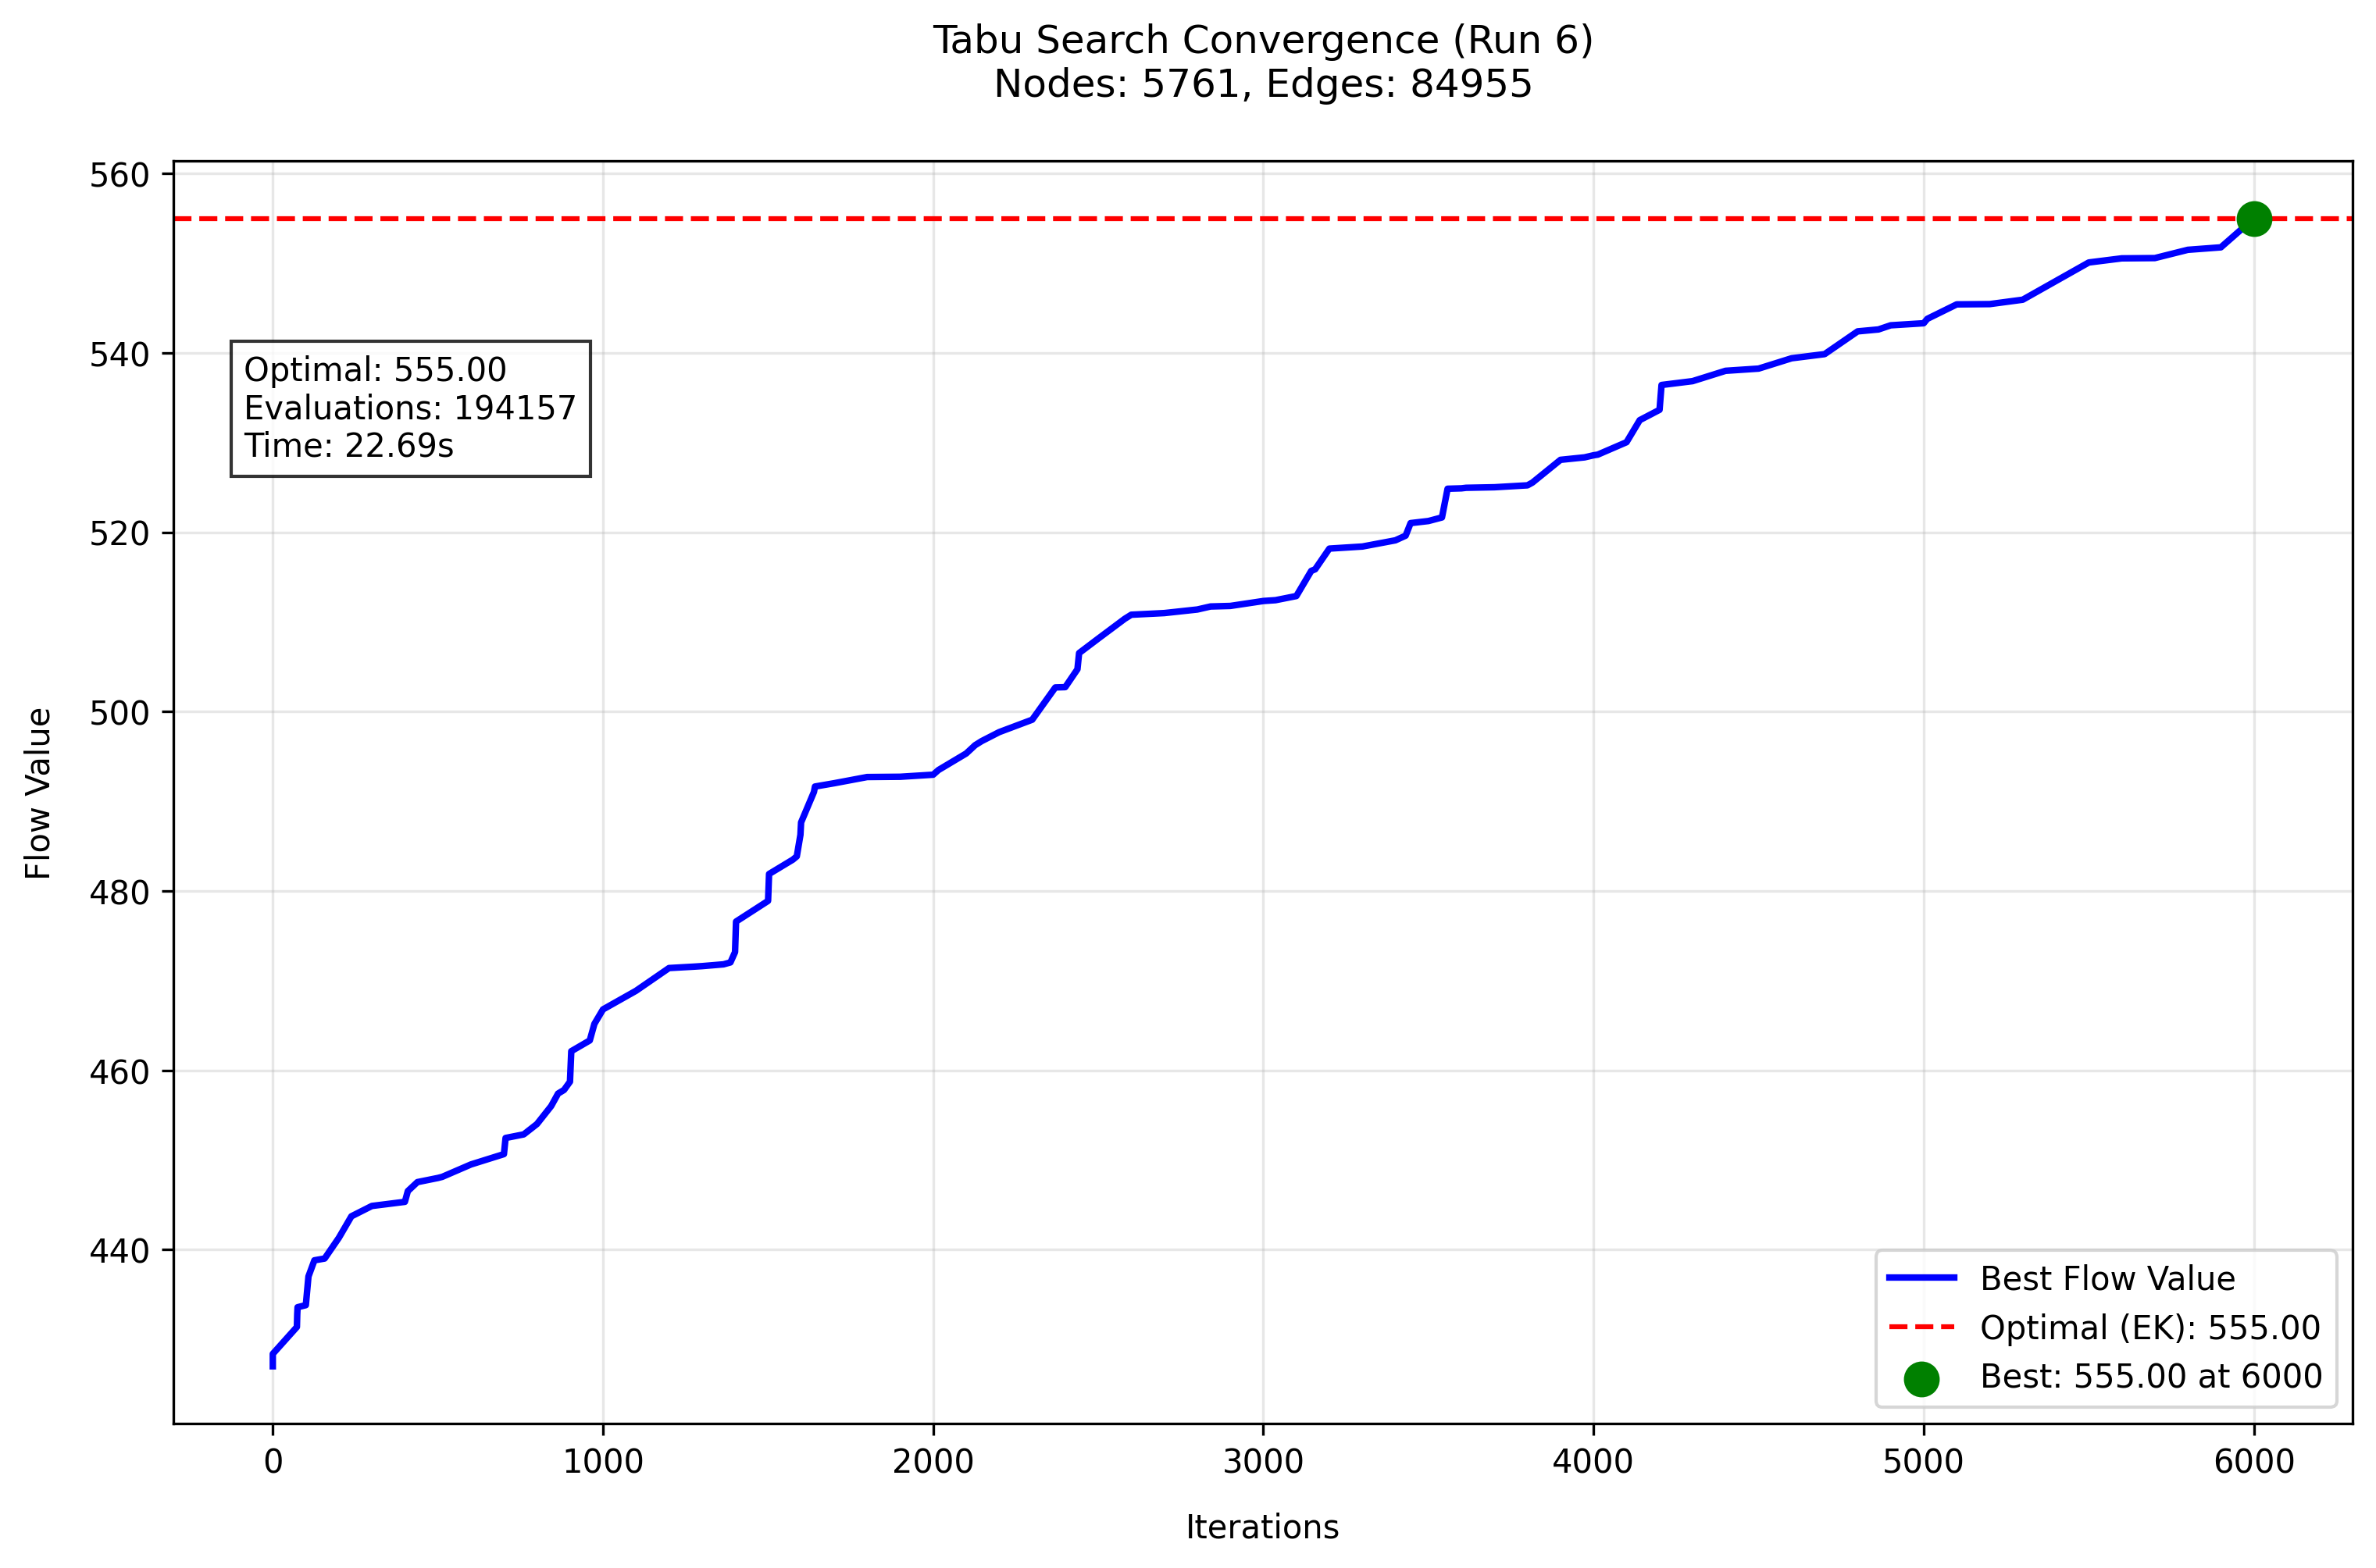 Tabu Search Convergence (Run 6)
Nodes: 5761, Edges: 84955
560
540
520
500
480
460
440
Flow Value
Optimal: 555.00
Evaluations: 194157
Time: 22.69s
Best Flow Value
Optimal (EK): 555.00
Best: 555.00 at 6000
0
1000
2000
3000
4000
5000
6000
Iterations